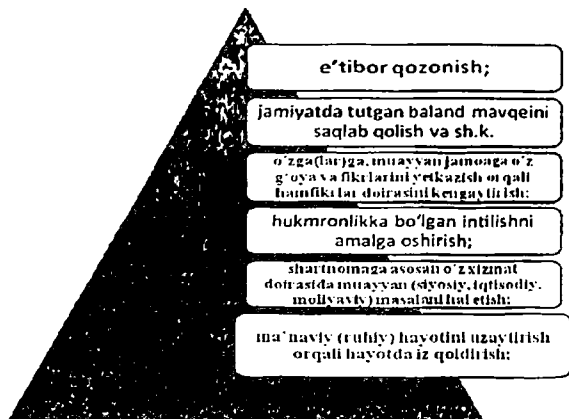 e'tibor qozonish;
jamiyatda tutgan baland mavqeini
saqlab qolish va sh.k.
o'zga(lar)ga, muayyan jamoaga o'z
g'oya va fikrlarini yetkazish orqali
hamfikrlar doirasini kengaytirish;
hukmronlikka bo'lgan intilishni
amalga oshirish;
shartnomaga asosan o'z xizmat
doirasida muayyan (siyosiy, iqtisodiy,
moliyaviy) masalani hal etish;
ma'naviy (ruhiy) hayotini uzaytirish
orqali hayotda iz qoldirish;